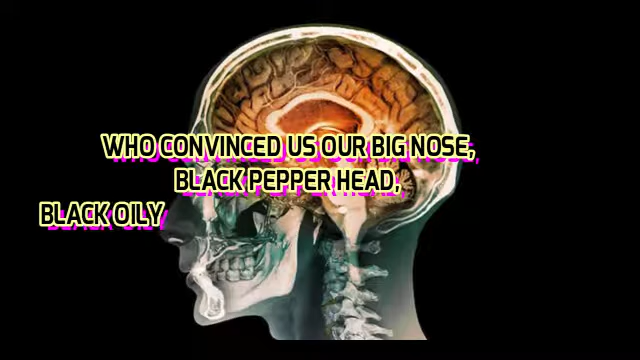 WHO CONVINCED US OUR BIG NOSE,
BLACK PEPPER HEAD,
BLACK OILY